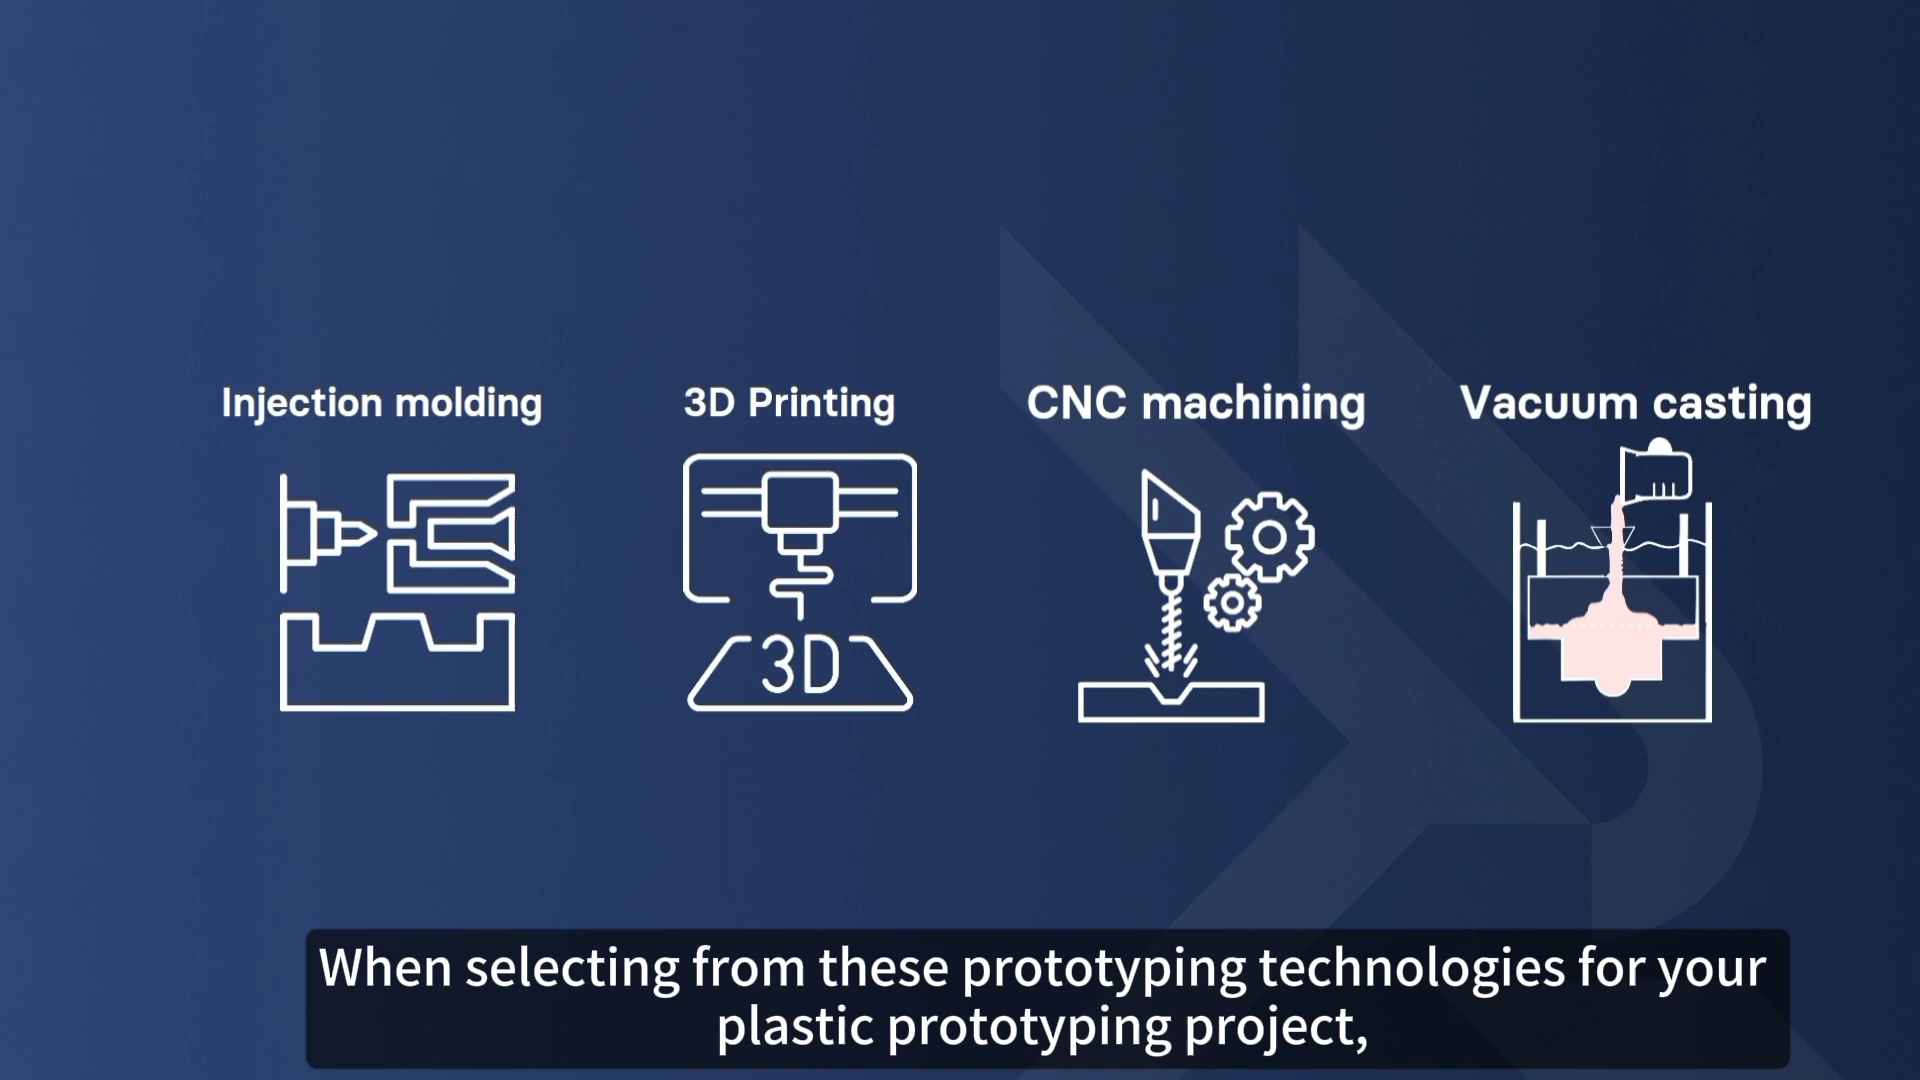 Injection molding
3D Printing
CNC machining
Vacuum casting
3D
When selecting from these prototyping technologies for your
plastic prototyping project,